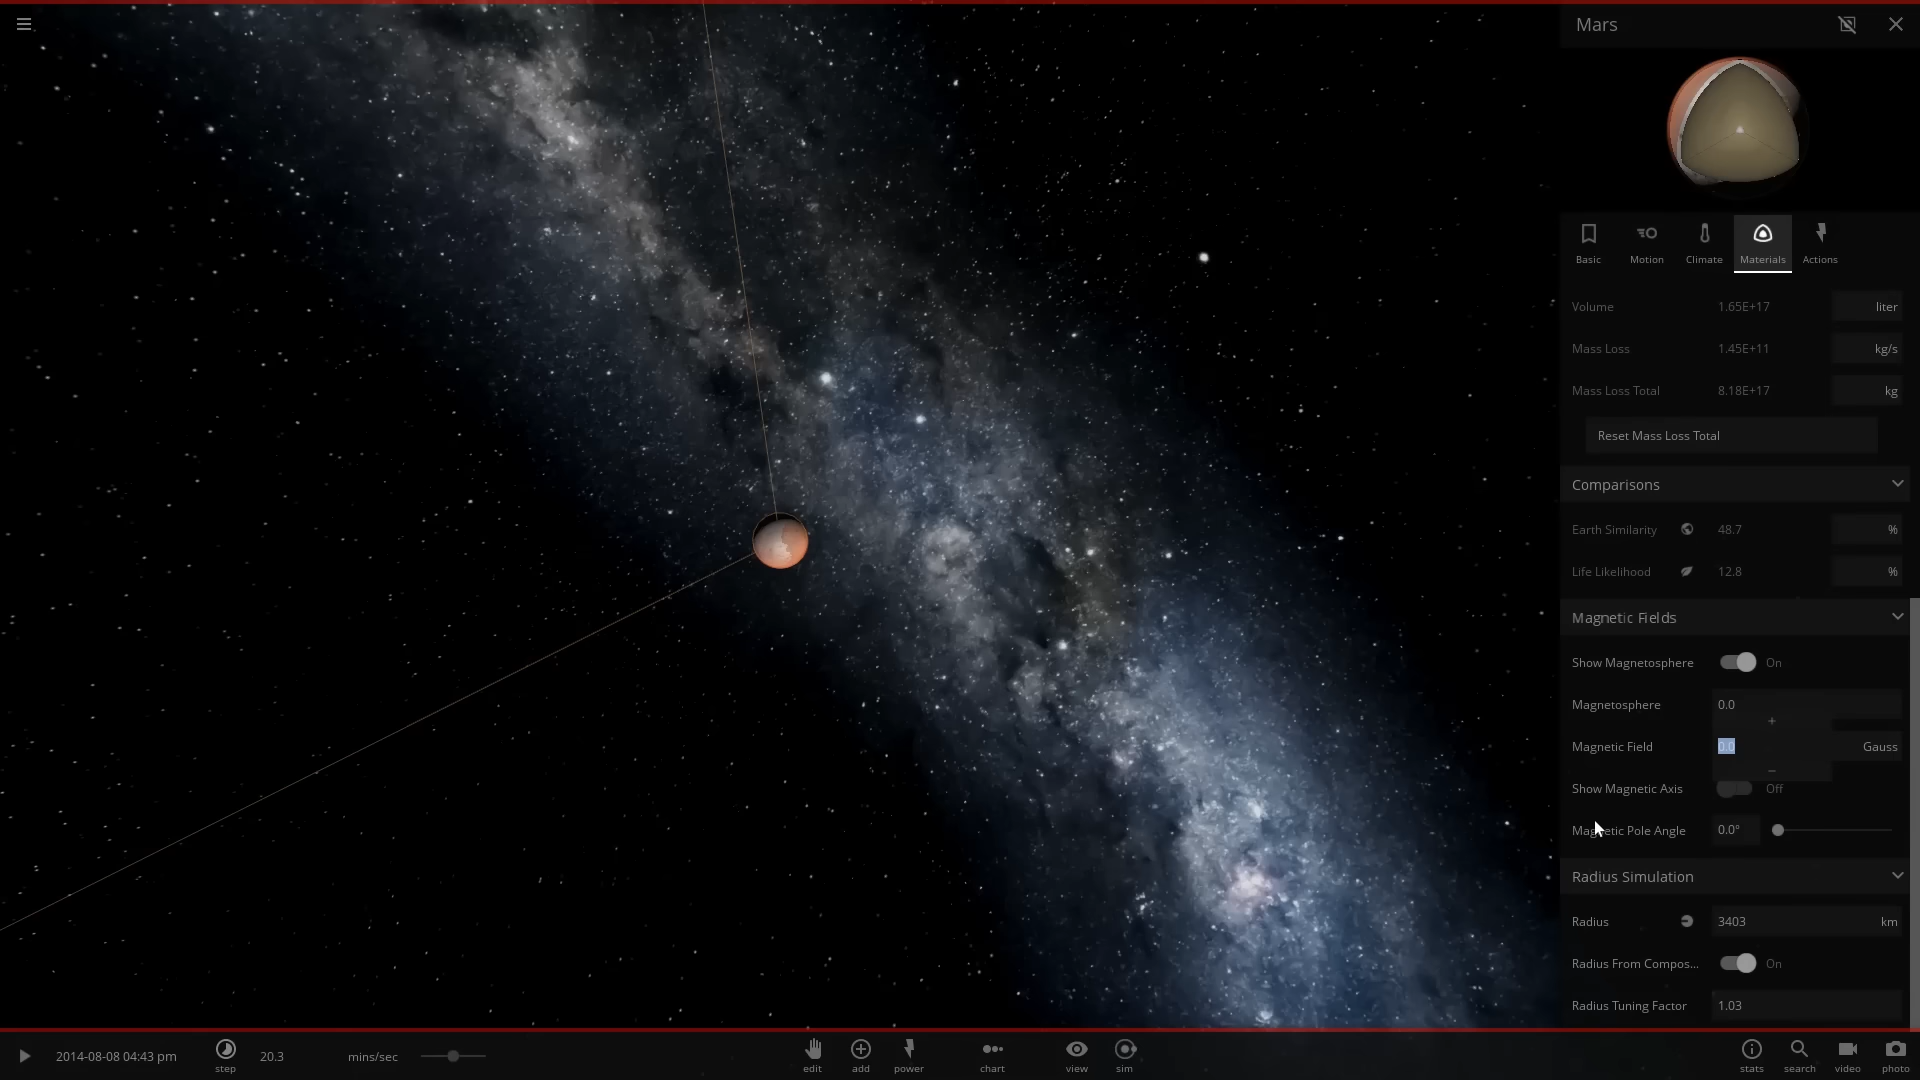 Mars
Basic Motion Climate Materials Actions
Volume 1.65E+17 liter
Mass Loss 1.45E+11 kg/s
Mass Loss Total 8.18E+17 kg
Reset Mass Loss Total
Comparisons
Earth Similarity 48.7 %
Life Likelihood 12.8 %
Magnetic Fields
Show Magnetosphere On
Magnetosphere 0.0
+
Magnetic Field 0.0 Gauss
−
Show Magnetic Axis Off
Magnetic Pole Angle 0.0°
Radius Simulation
Radius 3403 km
Radius From Compos... On
Radius Tuning Factor 1.03
2014-08-08 04:43 pm step 20.3 mins/sec edit add power chart view sim stats search video photo